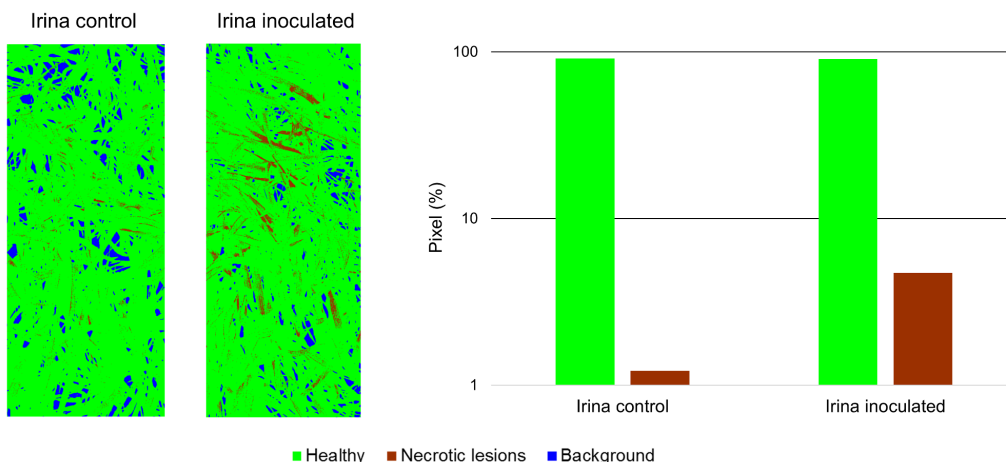 Irina control
Irina inoculated
100
10
1
Pixel (%)
Irina control
Irina inoculated
Healthy
Necrotic lesions
Background